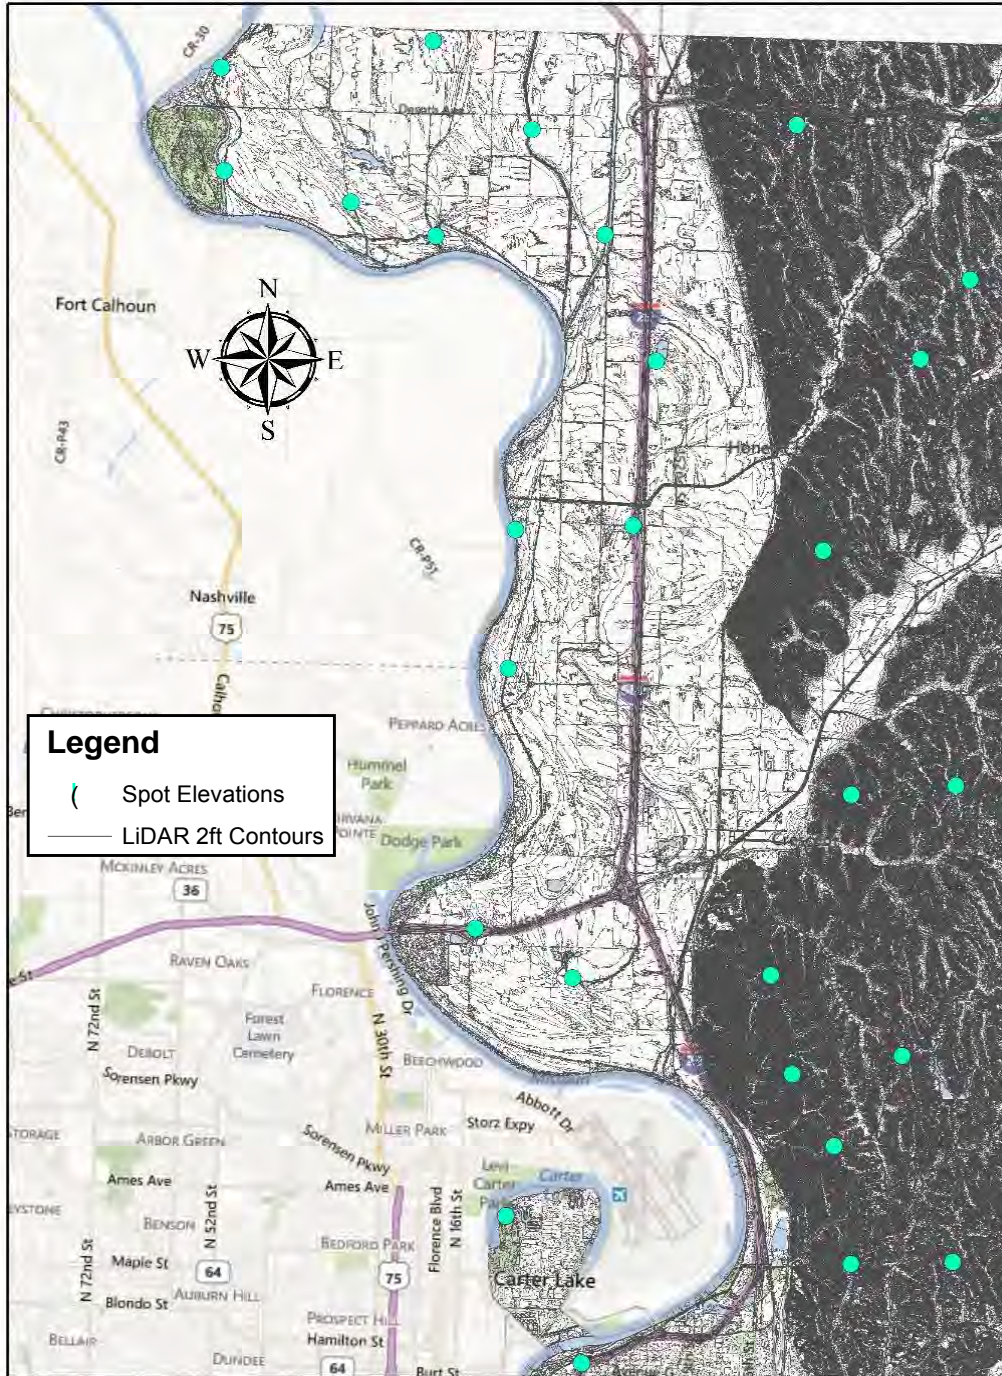 CR-30
Desoto Ave
N
Fort Calhoun
W E
S
CR-P43
CR-P51
Nashville
75
Legend
Spot Elevations
LiDAR 2ft Contours
PEPPARD ACRES
Hummel
Park
Dodge Park
MCKINLEY ACRES
36
John J Pershing Dr
RAVEN OAKS
FLORENCE
N 72nd St
Forest
Lawn
Cemetery
N 30th St
DEBOLT
BEECHWOOD
Sorensen Pkwy
Missouri
Abbott Dr
STORAGE
ARBOR GREEN
Sorensen Pkwy
MILLER PARK
Storz Expy
Levi
Carter
Park
Carter
Ames Ave
Ames Ave
N 52nd St
Florence Blvd
N 16th St
BENSON
BEDFORD PARK
N 72nd St
Maple St
64
75
Carter Lake
AUBURN HILL
Blondo St
PROSPECT HILL
BELLAIR
Hamilton St
DUNDEE
64
Burt St
Avenue G